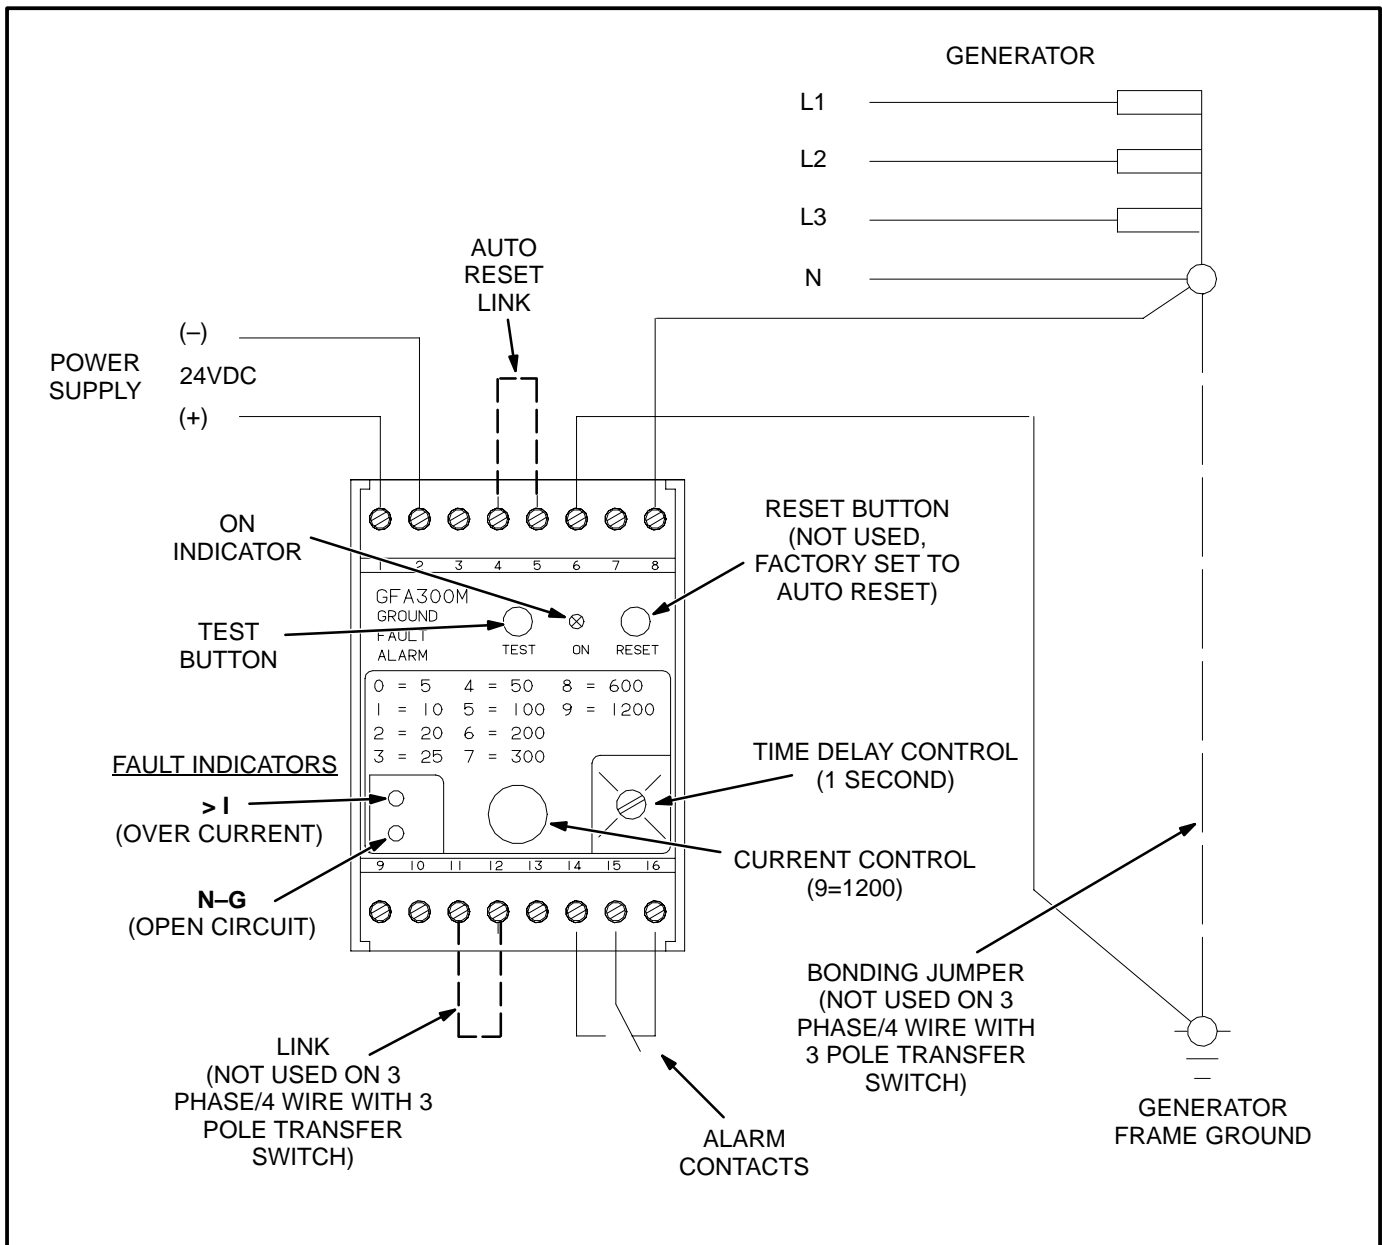 GENERATOR
L1
L2
L3
N
AUTO
RESET
LINK
POWER
SUPPLY
(–)
24VDC
(+)
ON
INDICATOR
TEST
BUTTON
RESET BUTTON
(NOT USED,
FACTORY SET TO
AUTO RESET)
1 2 3 4 5 6 7 8
GFA300M
GROUND
FAULT
ALARM
TEST ON RESET
0 = 5 4 = 50 8 = 600
1 = 10 5 = 100 9 = 1200
2 = 20 6 = 200
3 = 25 7 = 300
FAULT INDICATORS
> I
(OVER CURRENT)
N–G
(OPEN CIRCUIT)
TIME DELAY CONTROL
(1 SECOND)
CURRENT CONTROL
(9=1200)
9 10 11 12 13 14 15 16
LINK
(NOT USED ON 3
PHASE/4 WIRE WITH 3
POLE TRANSFER
SWITCH)
ALARM
CONTACTS
BONDING JUMPER
(NOT USED ON 3
PHASE/4 WIRE WITH
3 POLE TRANSFER
SWITCH)
GENERATOR
FRAME GROUND